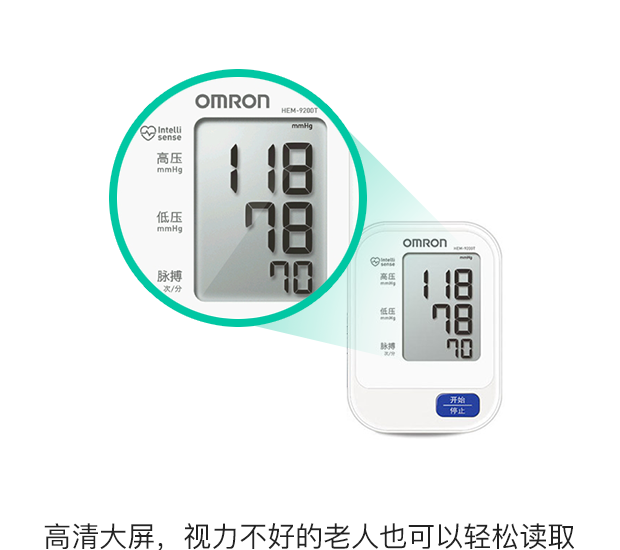 OMRON
HEM-9200T
Intelli
sense
mmHg
高压
mmHg
118
低压
mmHg
78
脉搏
次/分
70
OMRON
HEM-9200T
Intelli
sense
mmHg
高压
mmHg
118
低压
mmHg
78
脉搏
次/分
70
开始
停止
高清大屏，视力不好的老人也可以轻松读取